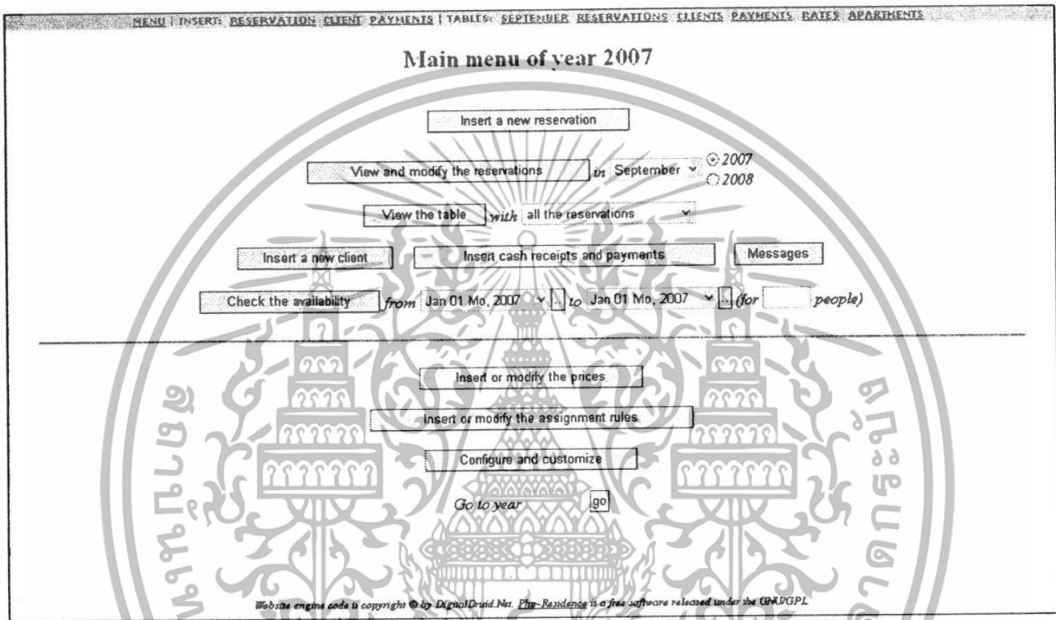 MENU | INSERT: RESERVATION CLIENT PAYMENTS | TABLES: SEPTEMBER RESERVATIONS CLIENTS PAYMENTS RATES APARTMENTS
Main menu of year 2007
Insert a new reservation
View and modify the reservations in September 2007
2008
View the table with all the reservations
Insert a new client Insert cash receipts and payments Messages
Check the availability from Jan 01 Mo, 2007 ... to Jan 01 Mo, 2007 ... (for people)
Insert or modify the prices
Insert or modify the assignment rules
Configure and customize
Go to year go
Website engine code is copyright © by DigitalDruid.Net. Php-Residence is a free software released under the GNU/GPL